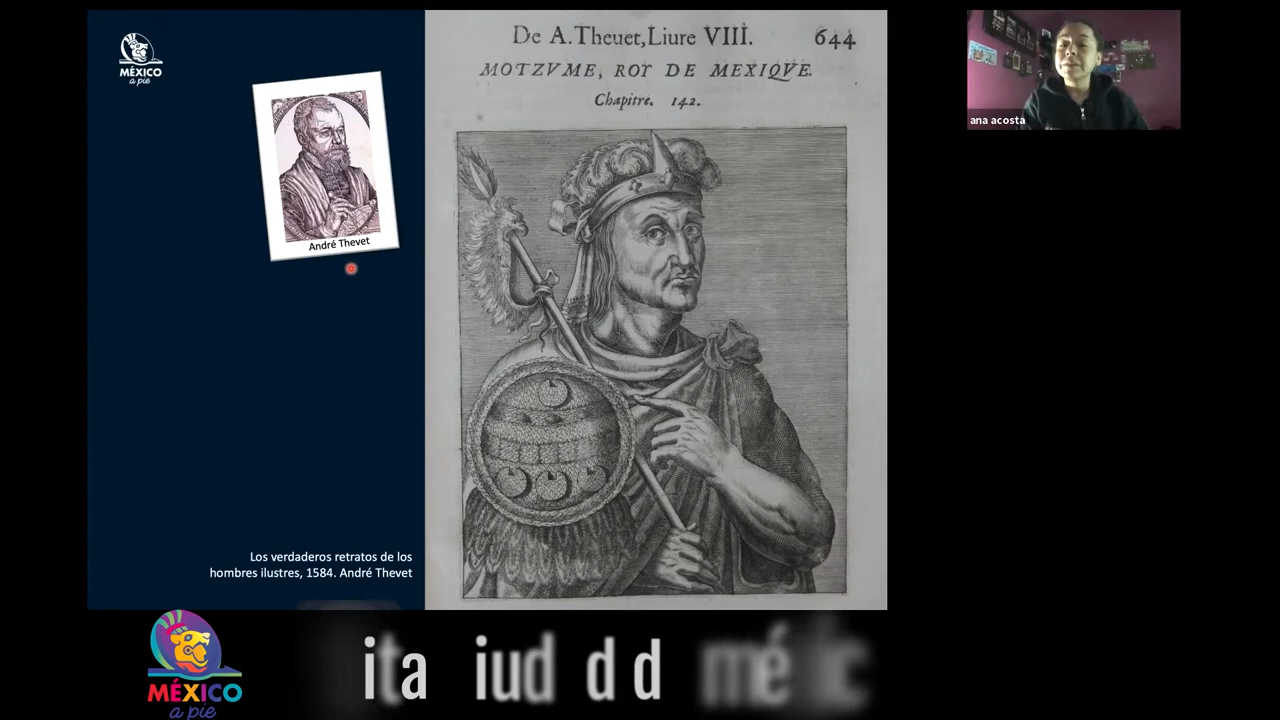 MÉXICO
a pie
André Thevet
Los verdaderos retratos de los
hombres ilustres, 1584. André Thevet
De A. Theuet, Liure VIII. 644
MOTZVME, ROY DE MEXIQVE.
Chapitre. 142.
ana acosta
MÉXICO
a pie